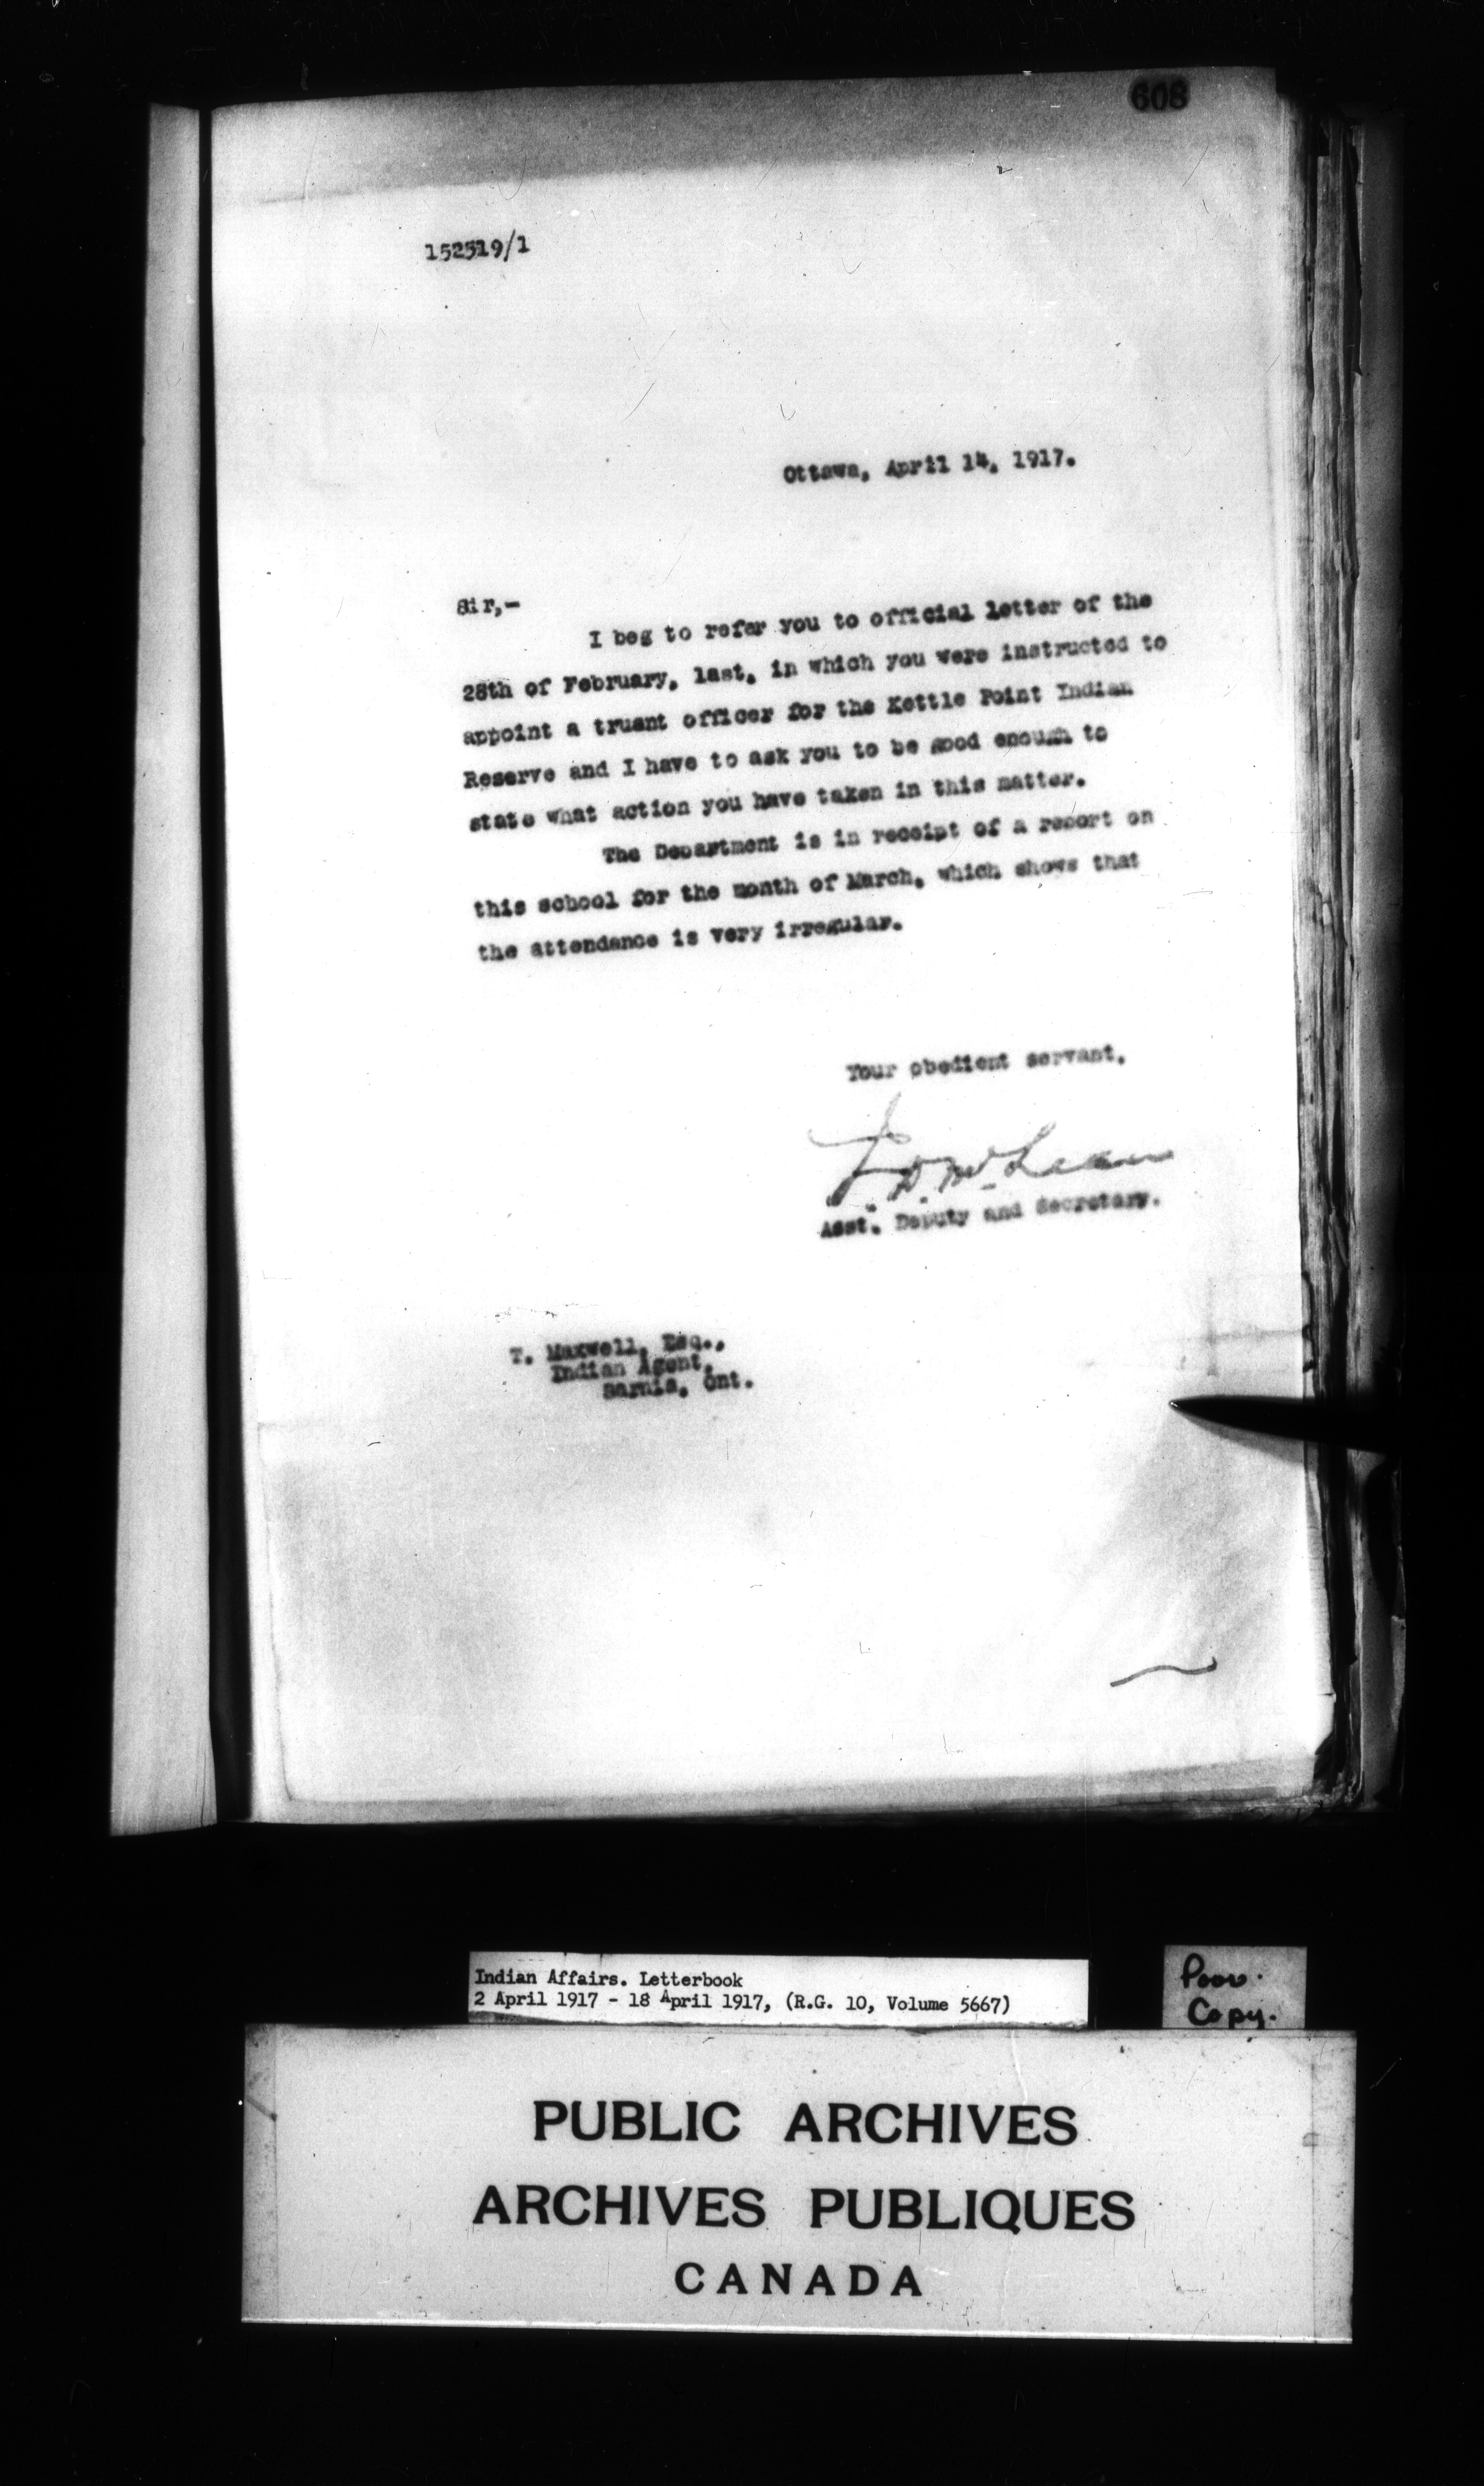 608
152519/1
Ottawa, April 14, 1917.
Sir,-
I beg to refer you to official letter of the
28th of February, last, in which you were instructed to
appoint a truant officer for the Kettle Point Indian
Reserve and I have to ask you to be good enough to
state what action you have taken in this matter.
The Department is in receipt of a report on
this school for the month of March, which shows that
the attendance is very irregular.
Your obedient servant,
J.D. McLean
Asst. Deputy and Secretary.
T. Maxwell, Esq.,
Indian Agent,
Sarnia, Ont.
Indian Affairs. Letterbook
2 April 1917 - 18 April 1917, (R.G. 10, Volume 5667)
Poor
Copy.
PUBLIC ARCHIVES
ARCHIVES PUBLIQUES
CANADA